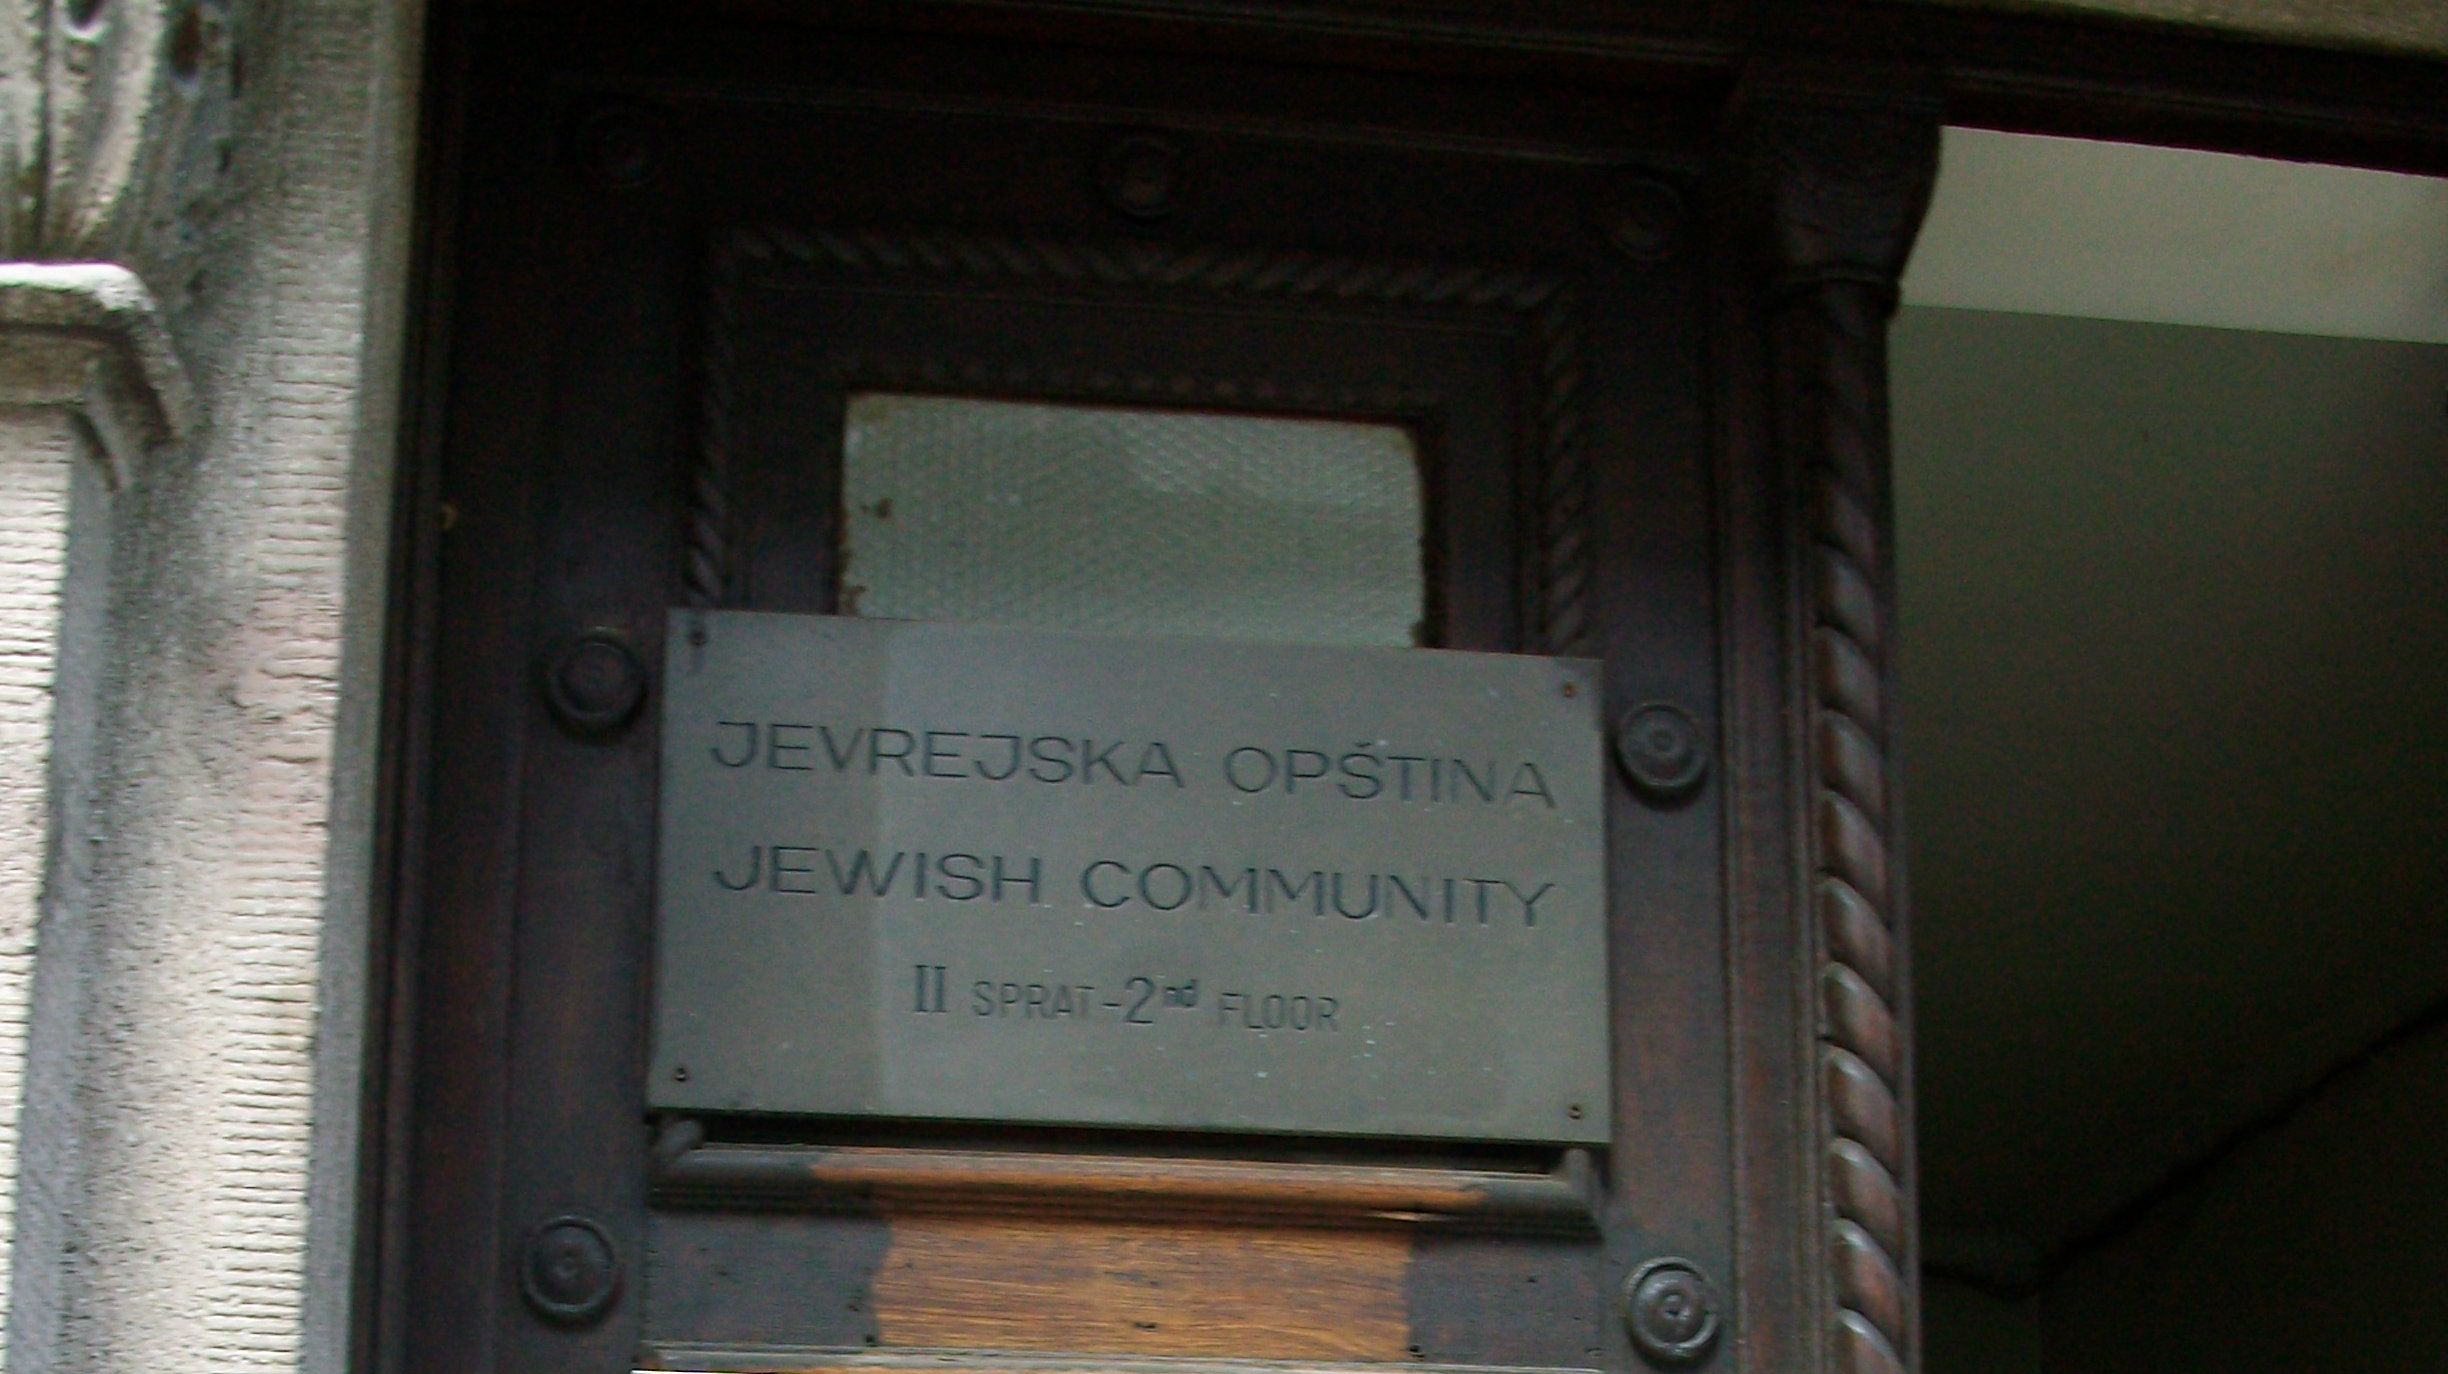 JEVREJSKA OPŠTINA
JEWISH COMMUNITY
II SPRAT-2nd FLOOR